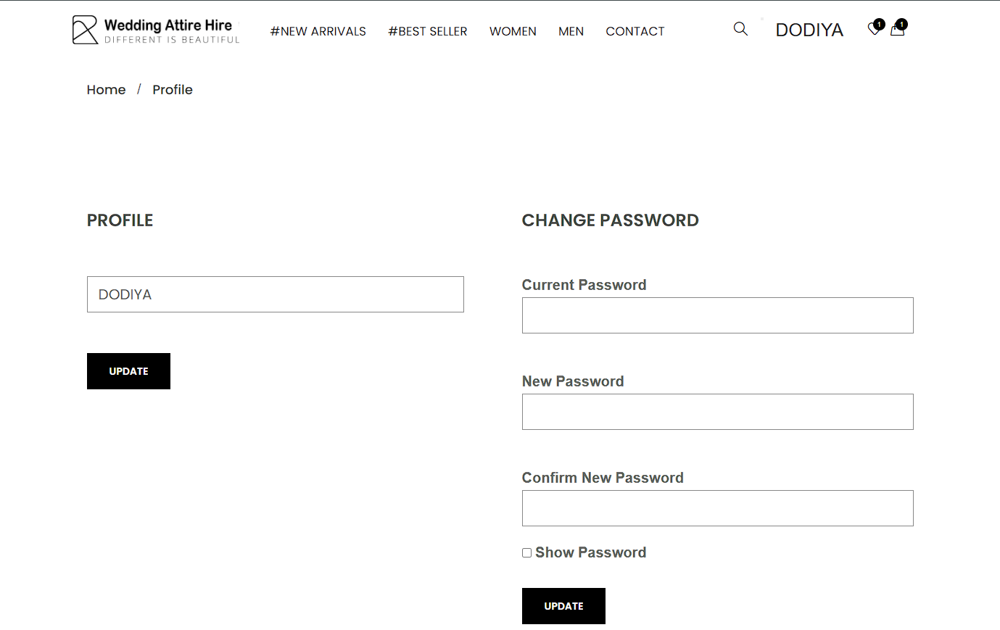 Wedding Attire Hire
DIFFERENT IS BEAUTIFUL
#NEW ARRIVALS #BEST SELLER WOMEN MEN CONTACT DODIYA 1 1
Home / Profile
PROFILE
DODIYA
UPDATE
CHANGE PASSWORD
Current Password
New Password
Confirm New Password
Show Password
UPDATE